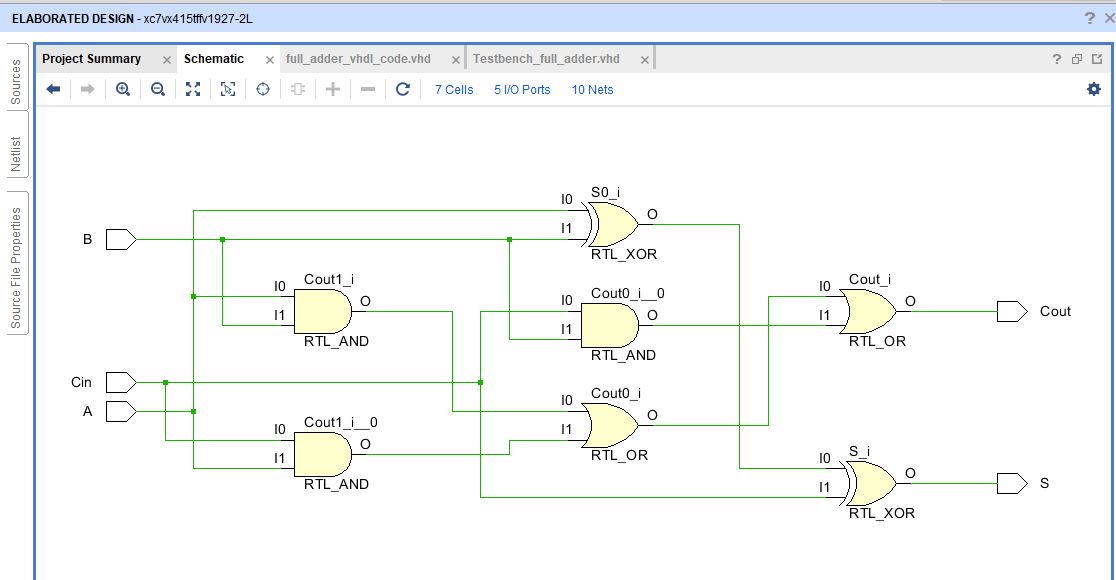 ELABORATED DESIGN - xc7vx415tffv1927-2L
Sources
Netlist
Source File Properties
Project Summary
Schematic
full_adder_vhdl_code.vhd
Testbench_full_adder.vhd
7 Cells 5 I/O Ports 10 Nets
S0_i
I0
I1
O
RTL_XOR
B
Cout1_i
I0
I1
O
RTL_AND
Cout0_i__0
I0
I1
O
RTL_AND
Cout_i
I0
I1
O
RTL_OR
Cout
Cin
A
Cout1_i__0
I0
I1
O
RTL_AND
Cout0_i
I0
I1
O
RTL_OR
S_i
I0
I1
O
RTL_XOR
S